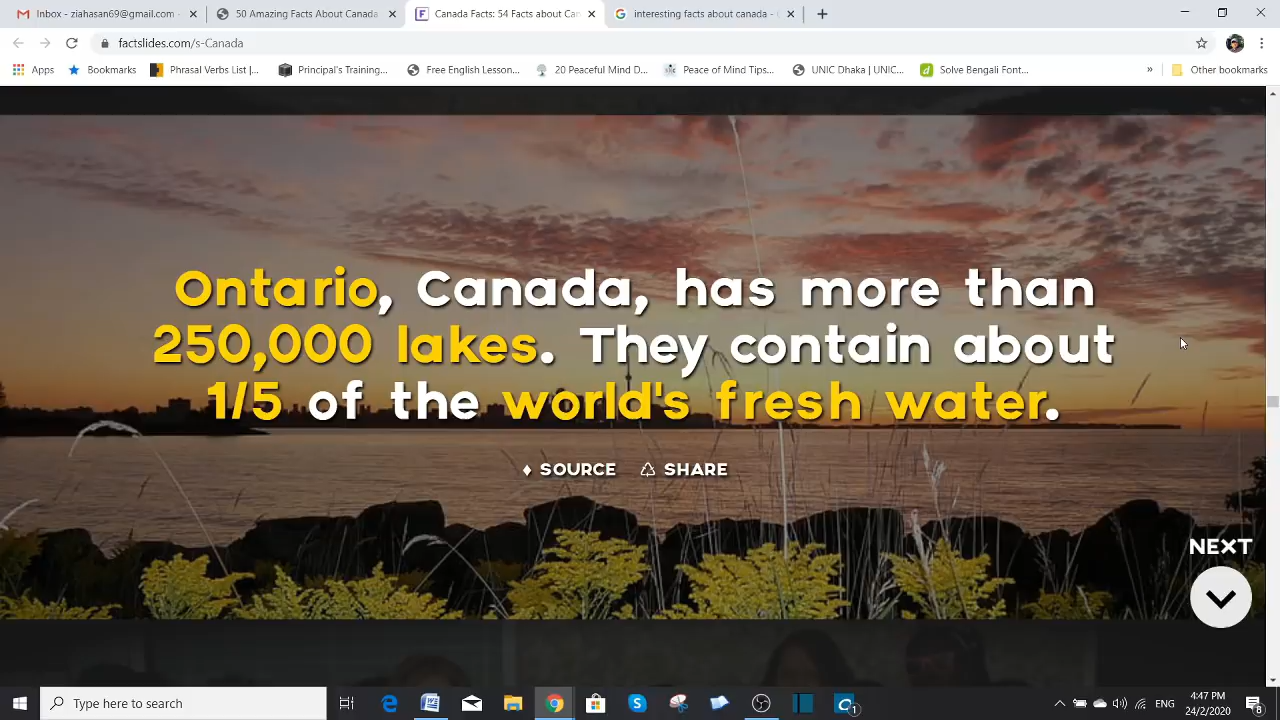 Inbox - ziahasan69@gmail.com -
50 Amazing Facts About Canada
Canada Facts: 54 Facts about Can
interesting facts about canada -
factslides.com/s-Canada
Apps
Bookmarks
Phrasal Verbs List |...
Principal's Training...
Free English Lesson...
20 Peaceful Mind D...
Peace of Mind Tips...
UNIC Dhaka | UNIC...
Solve Bengali Font...
»
Other bookmarks
Ontario, Canada, has more than
250,000 lakes. They contain about
1/5 of the world's fresh water.
SOURCE SHARE
NEXT
Type here to search
ENG
4:47 PM
24/2/2020